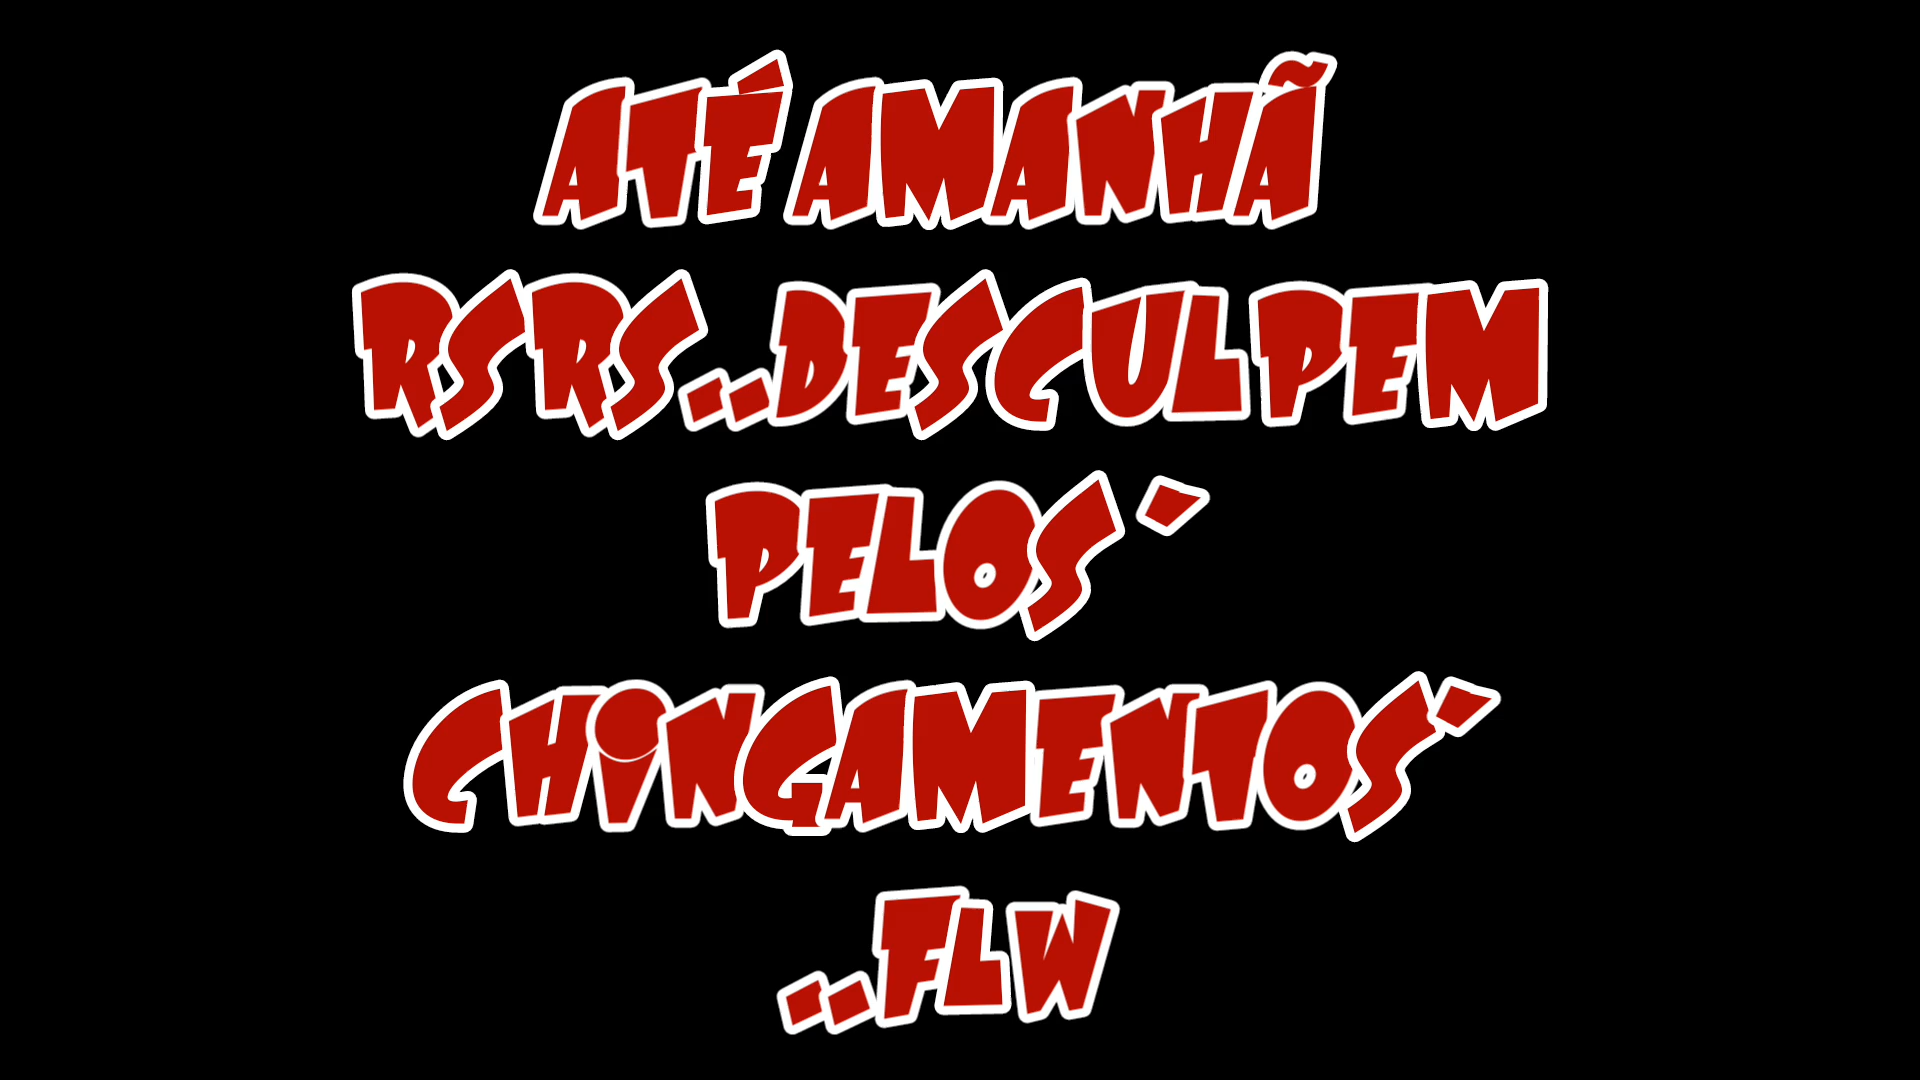 ATÉ AMANHÃ
RSRS..DESCULPEM
PELOS ´
CHINGAMENTOS´
..FLW